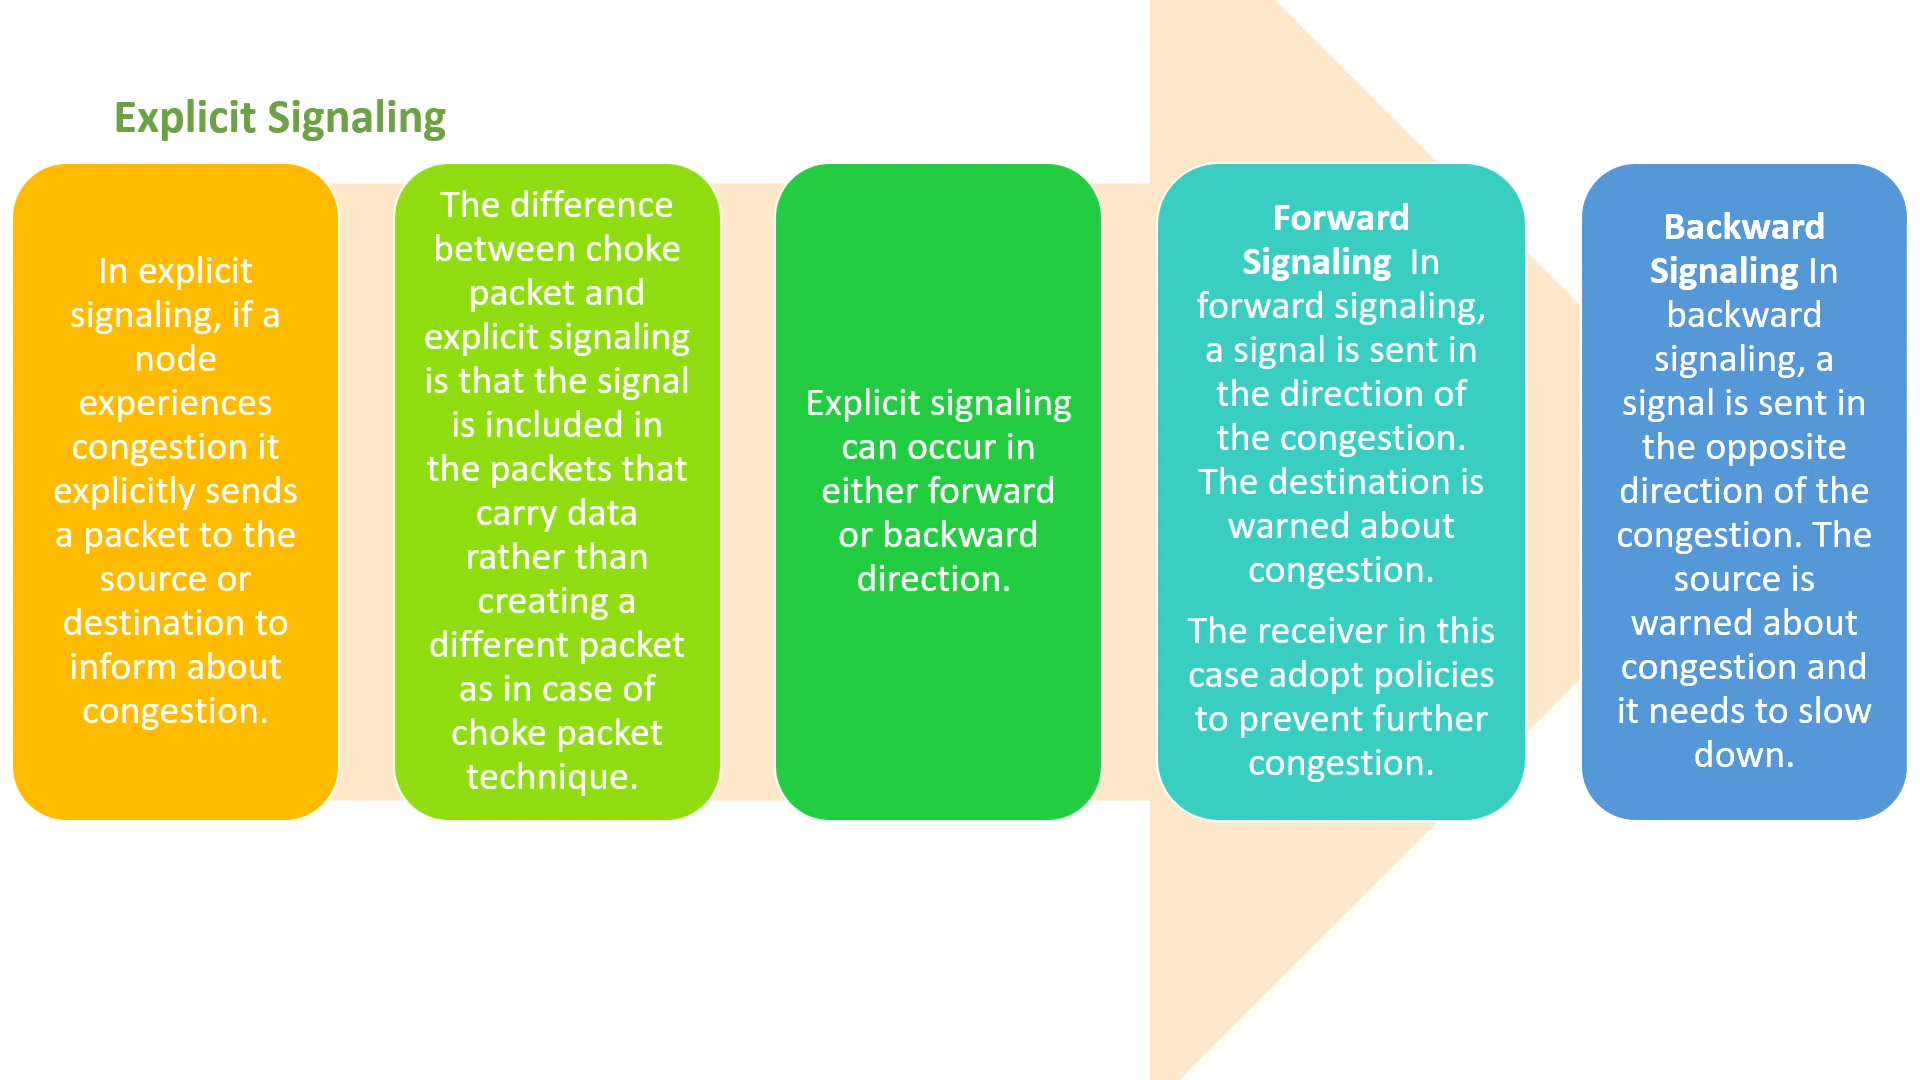 Explicit Signaling
In explicit
signaling, if a
node
experiences
congestion it
explicitly sends
a packet to the
source or
destination to
inform about
congestion.
The difference
between choke
packet and
explicit signaling
is that the signal
is included in
the packets that
carry data
rather than
creating a
different packet
as in case of
choke packet
technique.
Explicit signaling
can occur in
either forward
or backward
direction.
Forward
Signaling In
forward signaling,
a signal is sent in
the direction of
the congestion.
The destination is
warned about
congestion.
The receiver in this
case adopt policies
to prevent further
congestion.
Backward
Signaling In
backward
signaling, a
signal is sent in
the opposite
direction of the
congestion. The
source is
warned about
congestion and
it needs to slow
down.